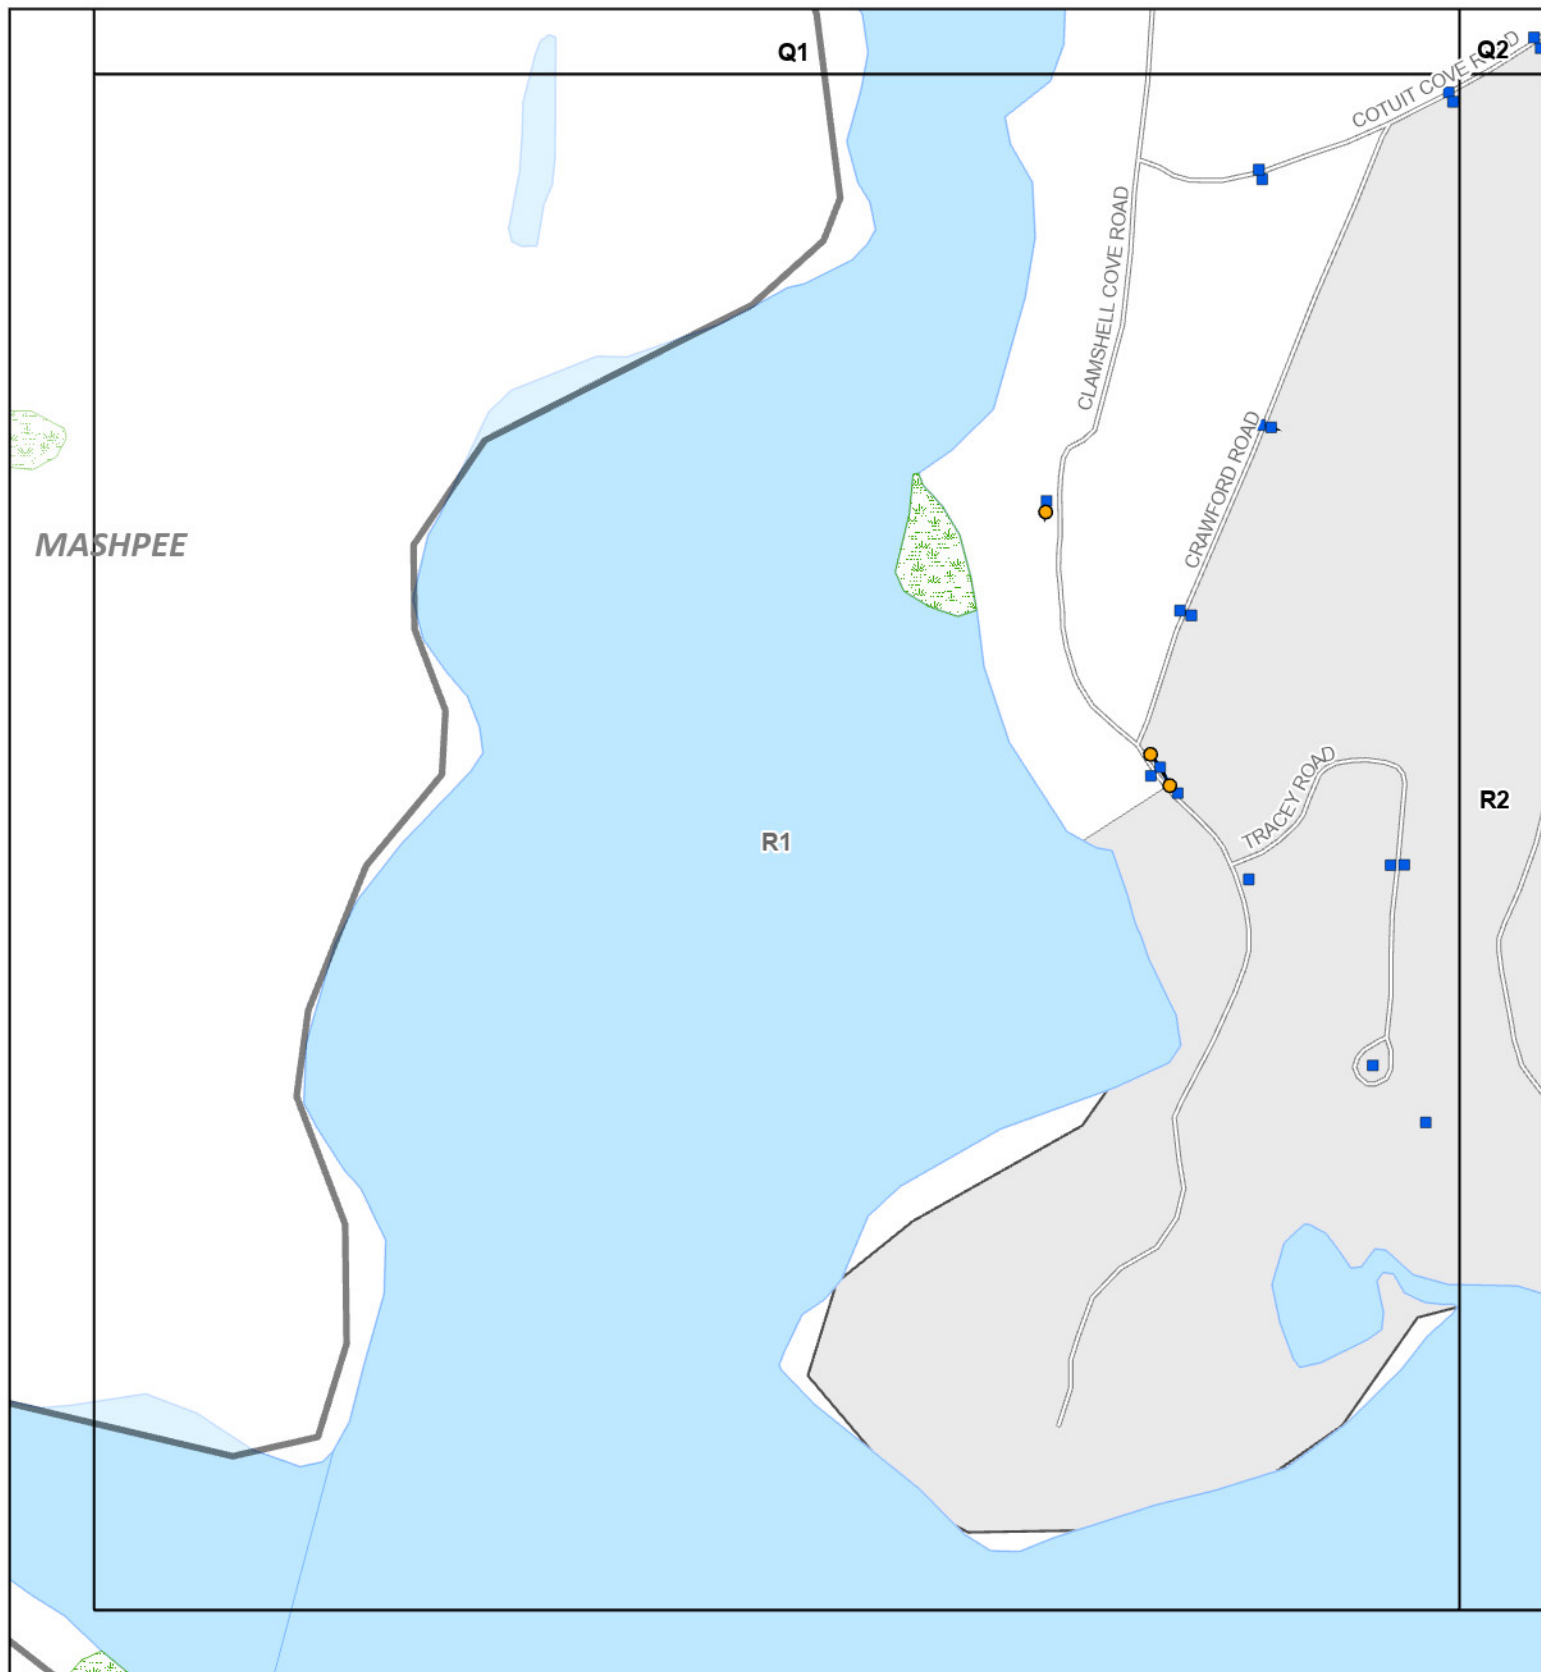 Q1
Q2
COTUIT COVE ROAD
CLAMSHELL COVE ROAD
CRAWFORD ROAD
MASHPEE
TRACEY ROAD
R2
R1